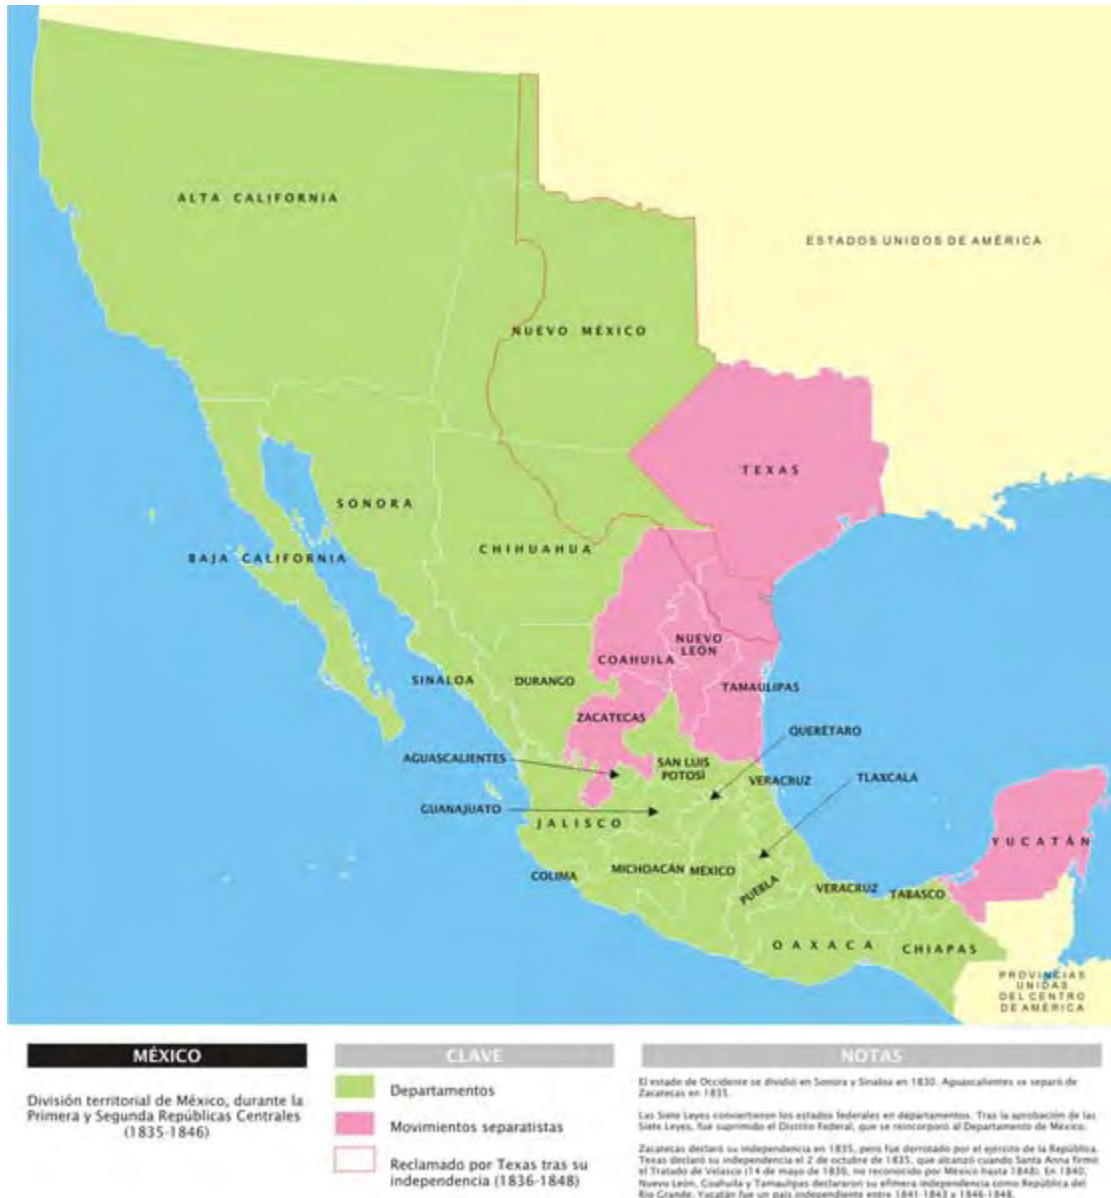 ALTA CALIFORNIA
ESTADOS UNIDOS DE AMÉRICA
NUEVO MÉXICO
TEXAS
SONORA
CHIHUAHUA
BAJA CALIFORNIA
NUEVO
LEÓN
COAHUILA
SINALOA
DURANGO
TAMAULIPAS
ZACATECAS
QUERÉTARO
AGUASCALIENTES
SAN LUIS
POTOSÍ
VERACRUZ
TLAXCALA
GUANAJUATO
JALISCO
YUCATÁN
MICHOACÁN
MÉXICO
COLIMA
PUEBLA
VERACRUZ
TABASCO
OAXACA
CHIAPAS
PROVINCIAS
UNIDAS
DEL CENTRO
DE AMÉRICA
MÉXICO
División territorial de México, durante la
Primera y Segunda Repúblicas Centrales
(1835-1846)
CLAVE
Departamentos
Movimientos separatistas
Reclamado por Texas tras su
independencia (1836-1848)
NOTAS
El estado de Occidente se dividió en Sonora y Sinaloa en 1830. Aguascalientes se separó de
Zacatecas en 1835.
Las Siete Leyes convirtieron los estados federales en departamentos. Tras la aprobación de las
Siete Leyes, fue suprimido el Distrito Federal, que se reincorporó al Departamento de México.
Zacatecas declaró su independencia en 1835, pero fue derrotado por el ejército de la República.
Texas declaró su independencia el 2 de octubre de 1835, que alcanzó cuando Santa Anna firmó
el Tratado de Velasco (14 de mayo de 1836, no reconocido por México hasta 1848). En 1840,
Nuevo León, Coahuila y Tamaulipas declararon su efímera independencia como República del
Río Grande. Yucatán fue un país independiente entre 1841-1843 y 1846-1848.